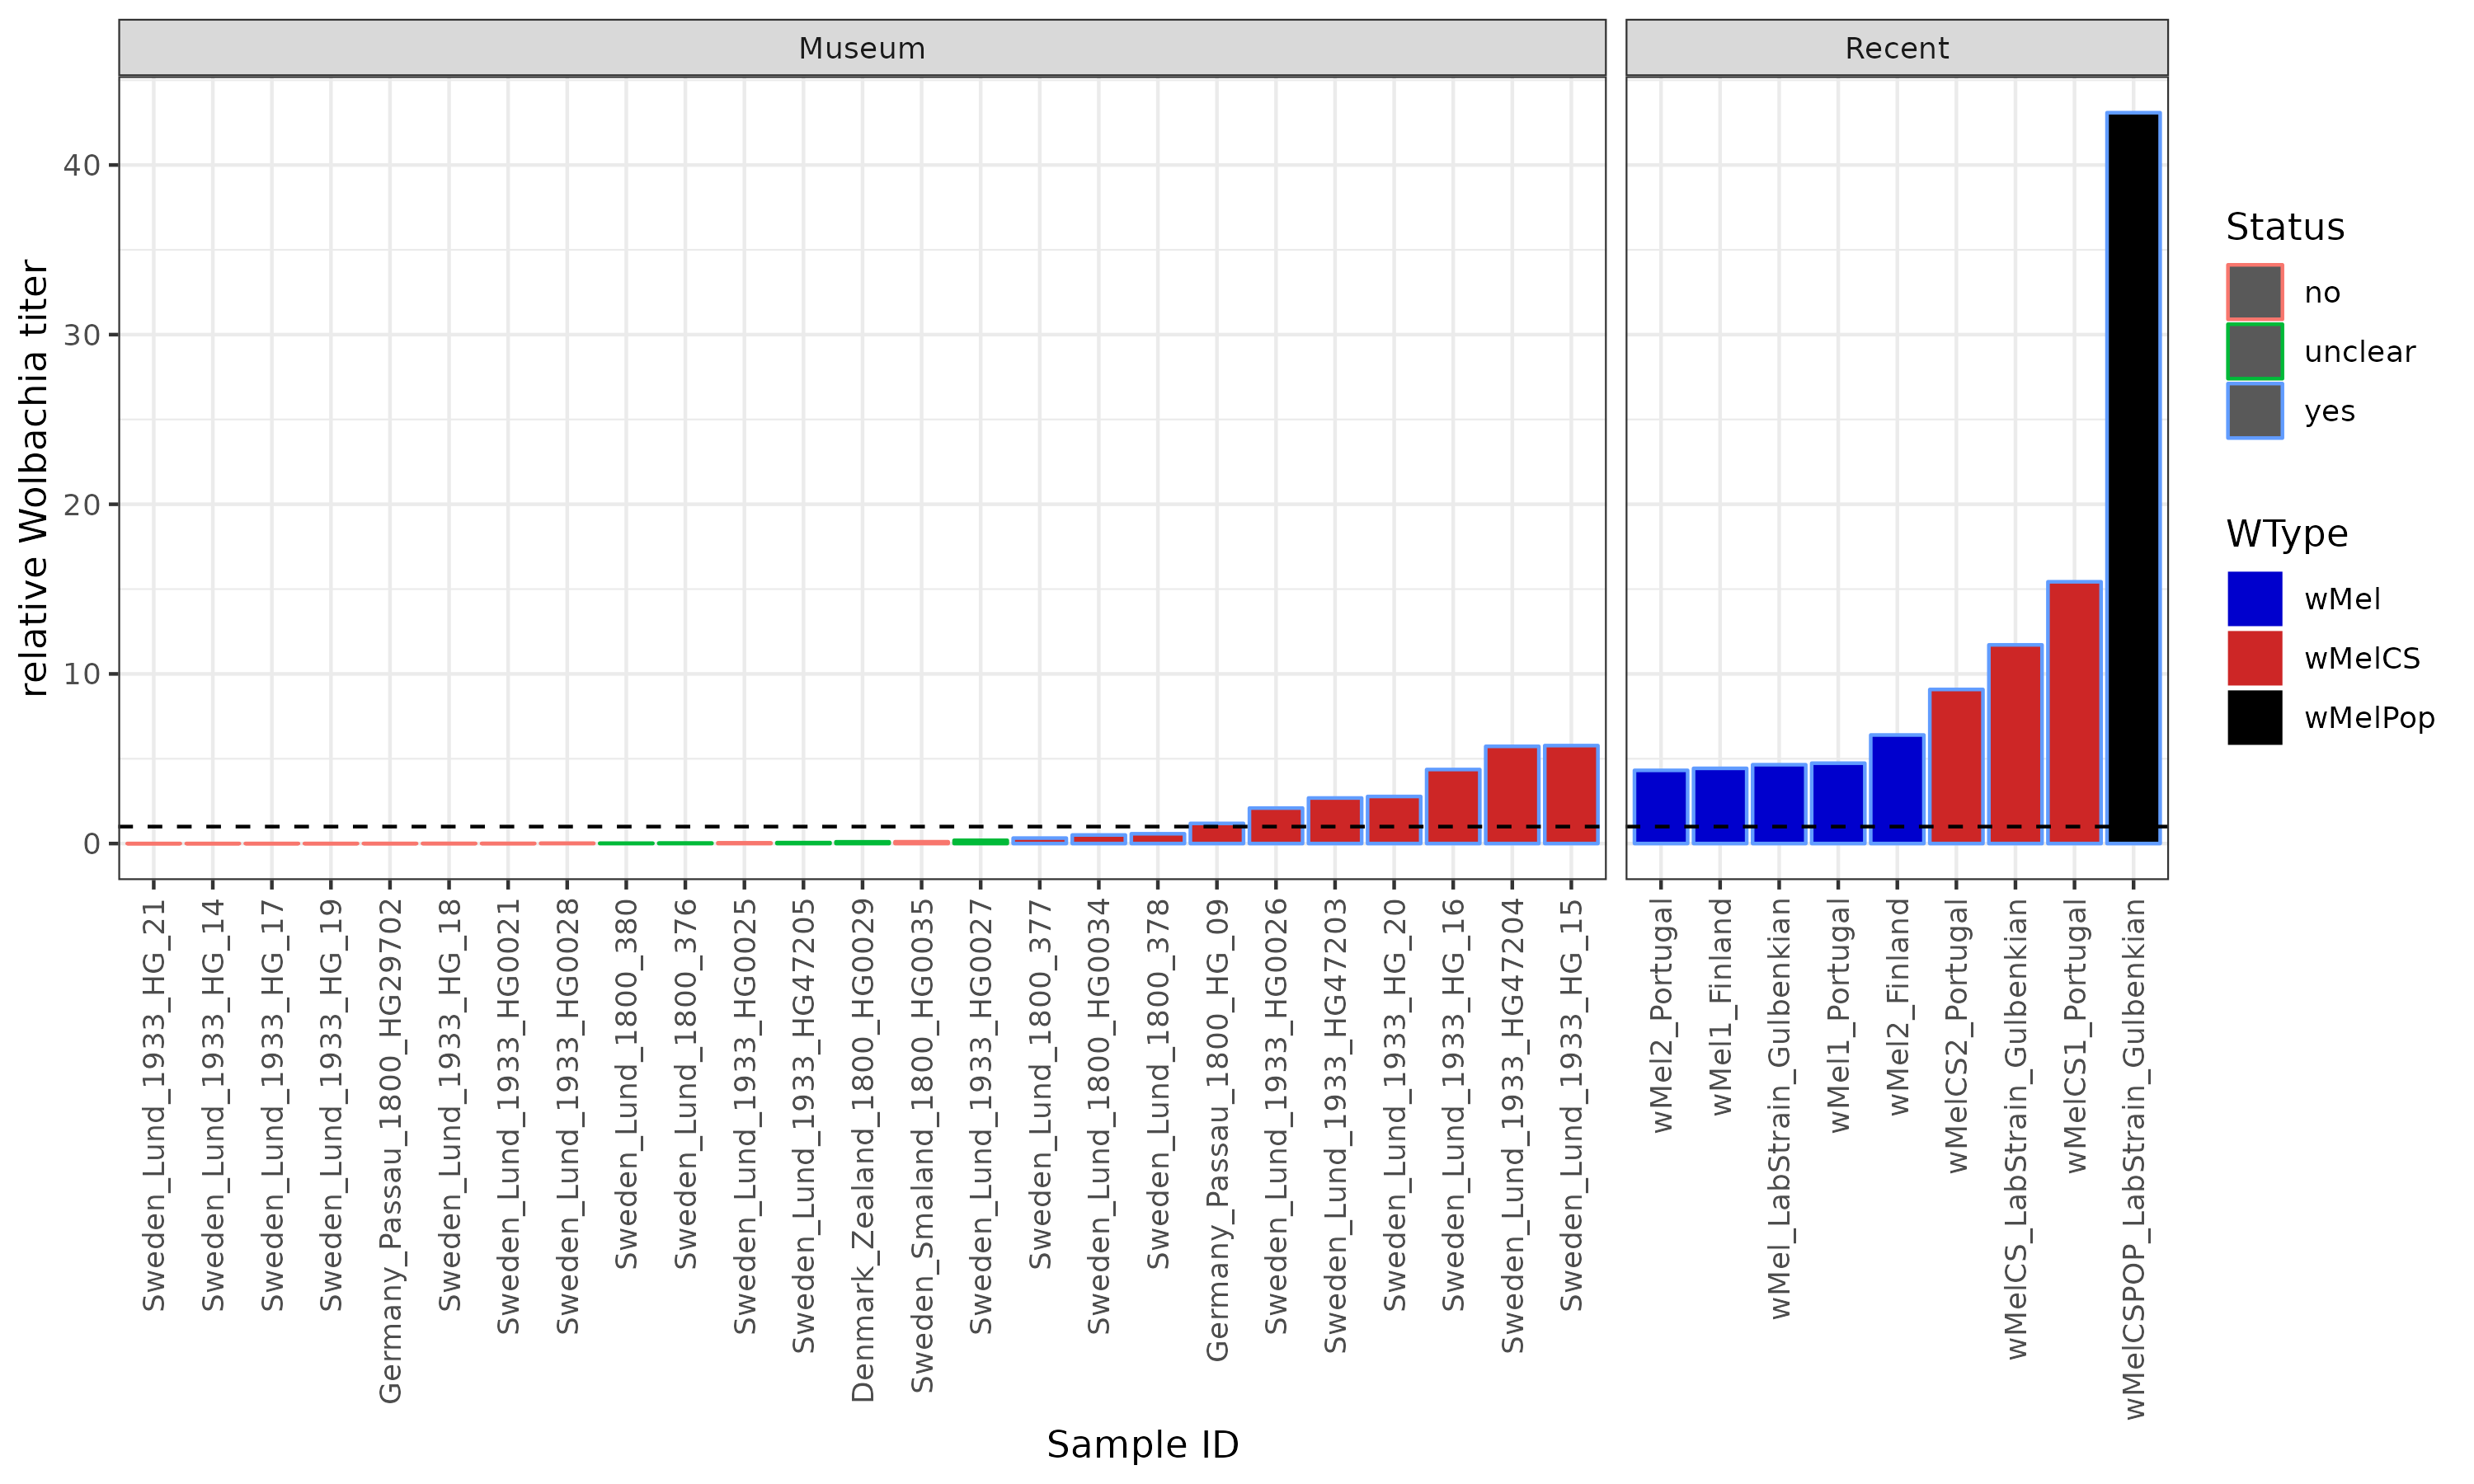 Museum
Recent
relative Wolbachia titer
40
30
20
10
0
Sweden_Lund_1933_HG_21
Sweden_Lund_1933_HG_14
Sweden_Lund_1933_HG_17
Sweden_Lund_1933_HG_19
Germany_Passau_1800_HG29702
Sweden_Lund_1933_HG_18
Sweden_Lund_1933_HG0021
Sweden_Lund_1933_HG0028
Sweden_Lund_1800_380
Sweden_Lund_1800_376
Sweden_Lund_1933_HG0025
Sweden_Lund_1933_HG47205
Denmark_Zealand_1800_HG0029
Sweden_Smaland_1800_HG0035
Sweden_Lund_1933_HG0027
Sweden_Lund_1800_377
Sweden_Lund_1800_HG0034
Sweden_Lund_1800_378
Germany_Passau_1800_HG_09
Sweden_Lund_1933_HG0026
Sweden_Lund_1933_HG47203
Sweden_Lund_1933_HG_20
Sweden_Lund_1933_HG_16
Sweden_Lund_1933_HG47204
Sweden_Lund_1933_HG_15
wMel2_Portugal
wMel1_Finland
wMel_LabStrain_Gulbenkian
wMel1_Portugal
wMel2_Finland
wMelCS2_Portugal
wMelCS_LabStrain_Gulbenkian
wMelCS1_Portugal
wMelCSPOP_LabStrain_Gulbenkian
Sample ID
Status
no
unclear
yes
WType
wMel
wMelCS
wMelPop